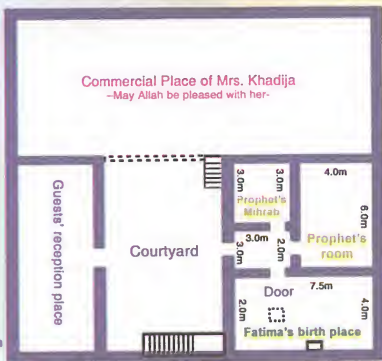 Commercial Place of Mrs. Khadija
-May Allah be pleased with her-
Guests' reception place
Courtyard
3.0m
3.0m
Prophet's
Mihrab
4.0m
6.0m
Prophet's
room
3.0m
3.0m
2.0m
Door
7.5m
2.0m
4.0m
Fatima's birth place